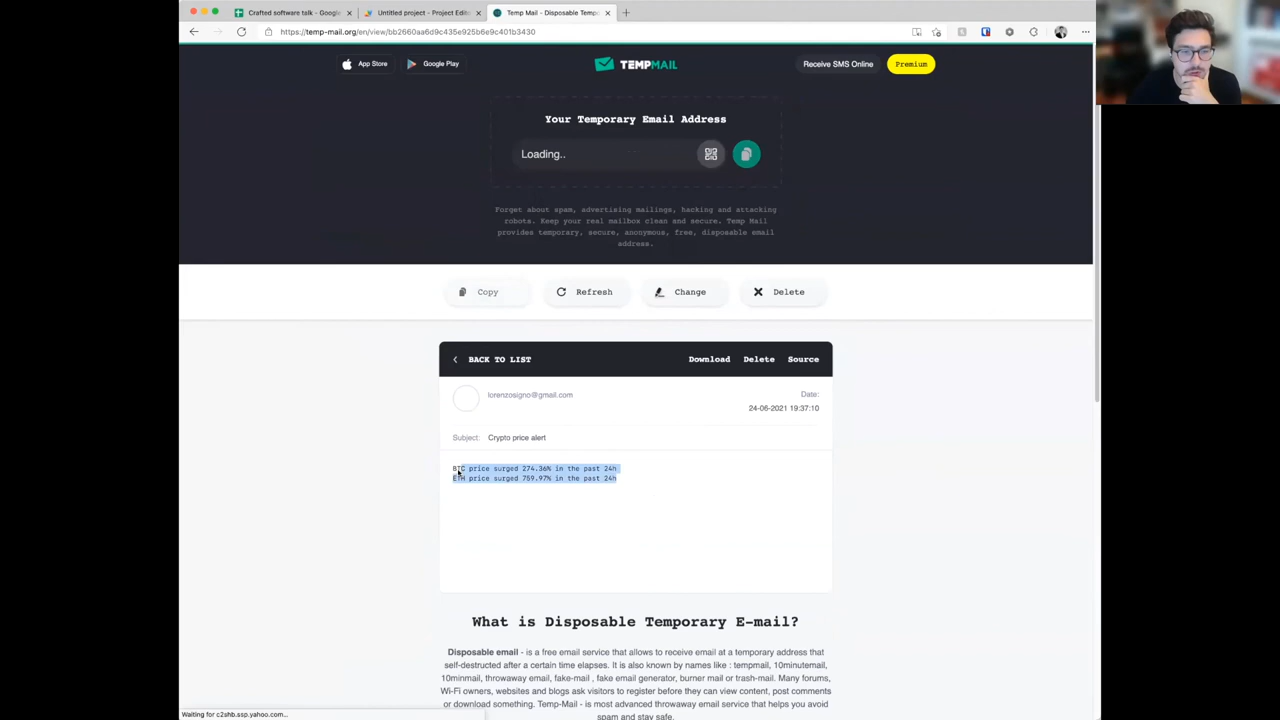 Crafted software talk - Google
Untitled project - Project Edito
Temp Mail - Disposable Tempo
https://temp-mail.org/en/view/bb2660aa6d9c435e925b6e9c401b3430
App Store
Google Play
TEMPMAIL
Receive SMS Online
Premium
Your Temporary Email Address
Loading..
Forget about spam, advertising mailings, hacking and attacking
robots. Keep your real mailbox clean and secure. Temp Mail
provides temporary, secure, anonymous, free, disposable email
address.
Copy
Refresh
Change
Delete
BACK TO LIST
Download
Delete
Source
lorenzosigno@gmail.com
Date:
24-06-2021 19:37:10
Subject: Crypto price alert
BTC price surged 274.36% in the past 24h
ETH price surged 759.97% in the past 24h
What is Disposable Temporary E-mail?
Disposable email - is a free email service that allows to receive email at a temporary address that
self-destructed after a certain time elapses. It is also known by names like : tempmail, 10minutemail,
10minemail, throwaway email, fake-mail , fake email generator, burner mail or trash-mail. Many forums,
Wi-Fi owners, websites and blogs ask visitors to register before they can view content, post comments
or download something. Temp-Mail - is most advanced throwaway email service that helps you avoid
spam and stay safe.
Waiting for c2shb.ssp.yahoo.com...